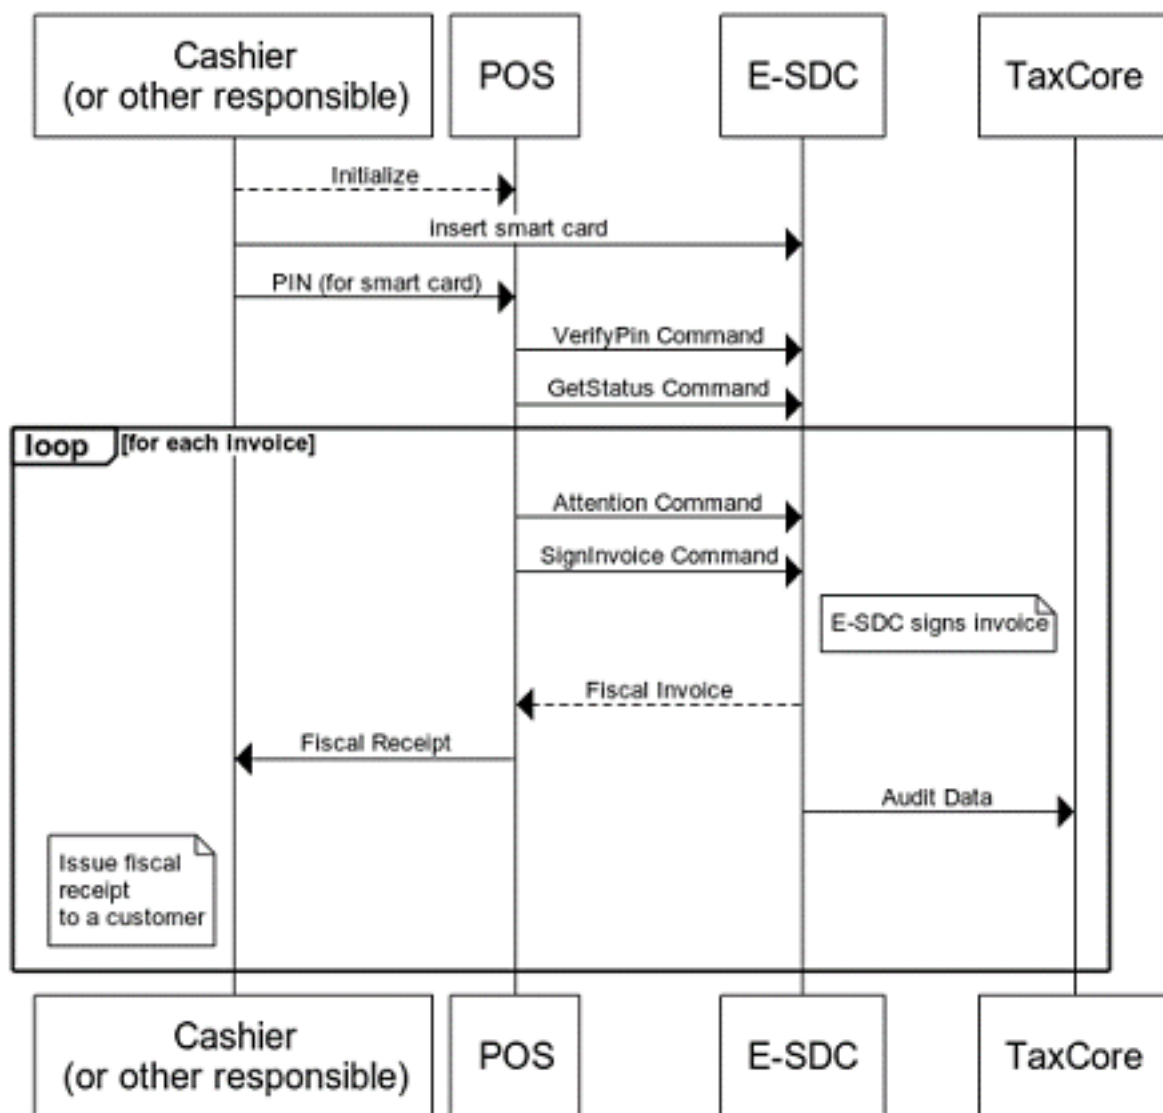 Cashier
(or other responsible)
POS
E-SDC
TaxCore
Initialize
insert smart card
PIN (for smart card)
VerifyPin Command
GetStatus Command
loop
[for each Invoice]
Attention Command
SignInvoice Command
E-SDC signs invoice
Fiscal Invoice
Fiscal Receipt
Audit Data
Issue fiscal
receipt
to a customer
Cashier
(or other responsible)
POS
E-SDC
TaxCore